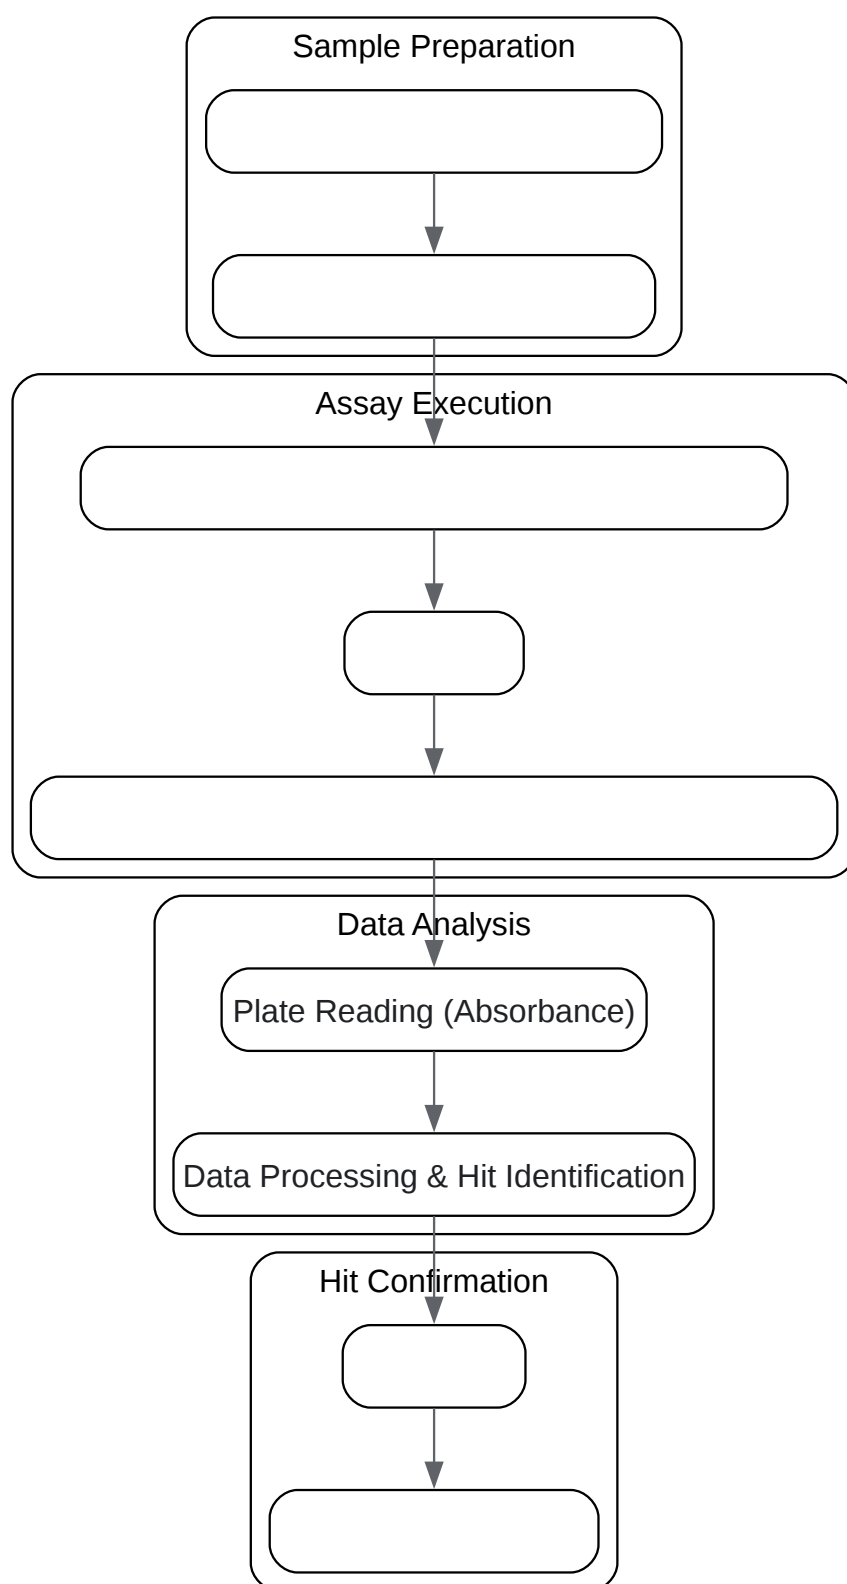 Sample Preparation
Assay Execution
Data Analysis
Plate Reading (Absorbance)
Data Processing & Hit Identification
Hit Confirmation